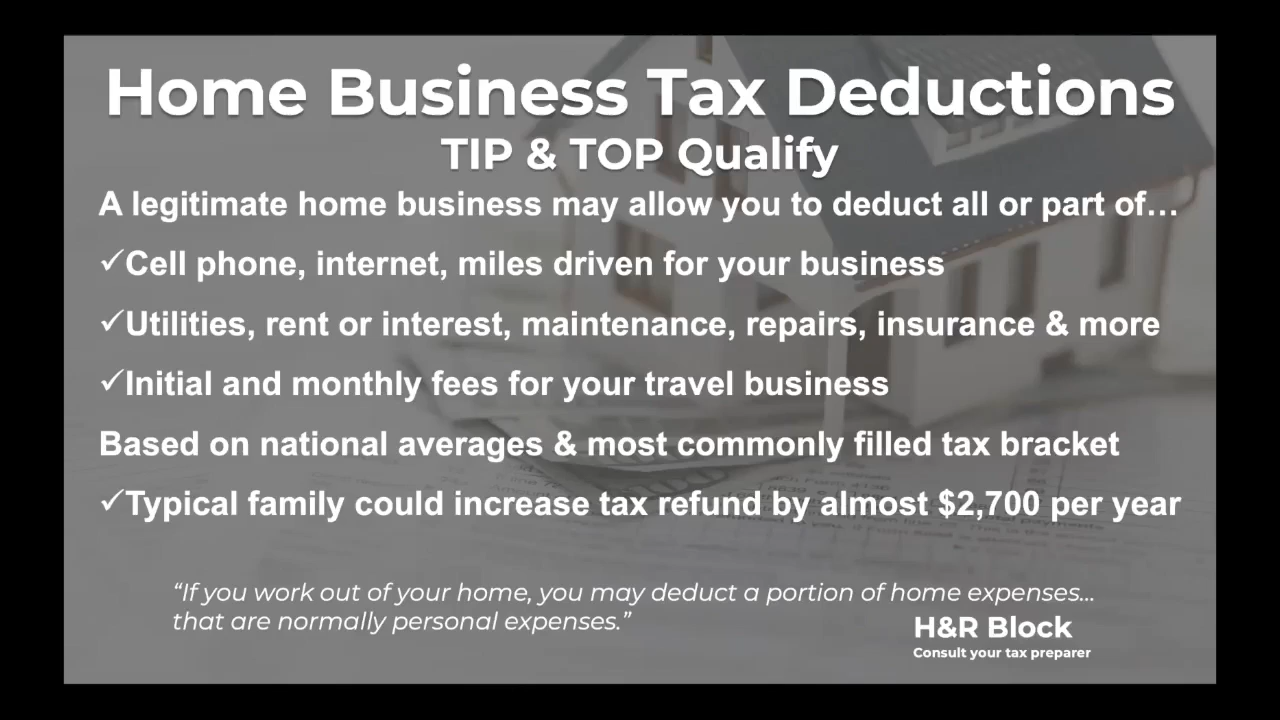 Home Business Tax Deductions
TIP & TOP Qualify
A legitimate home business may allow you to deduct all or part of…
✓Cell phone, internet, miles driven for your business
✓Utilities, rent or interest, maintenance, repairs, insurance & more
✓Initial and monthly fees for your travel business
Based on national averages & most commonly filled tax bracket
✓Typical family could increase tax refund by almost $2,700 per year
“If you work out of your home, you may deduct a portion of home expenses…
that are normally personal expenses.”
H&R Block
Consult your tax preparer